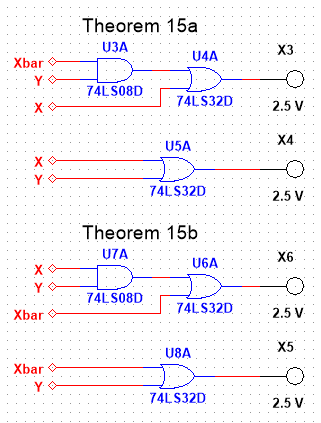 Theorem 15a
U3A
U4A
X3
Xbar
Y
X
74LS08D
74LS32D
2.5 V
U5A
X4
X
Y
74LS32D
2.5 V
Theorem 15b
U7A
U6A
X6
X
Y
Xbar
74LS08D
74LS32D
2.5 V
U8A
X5
Xbar
Y
74LS32D
2.5 V